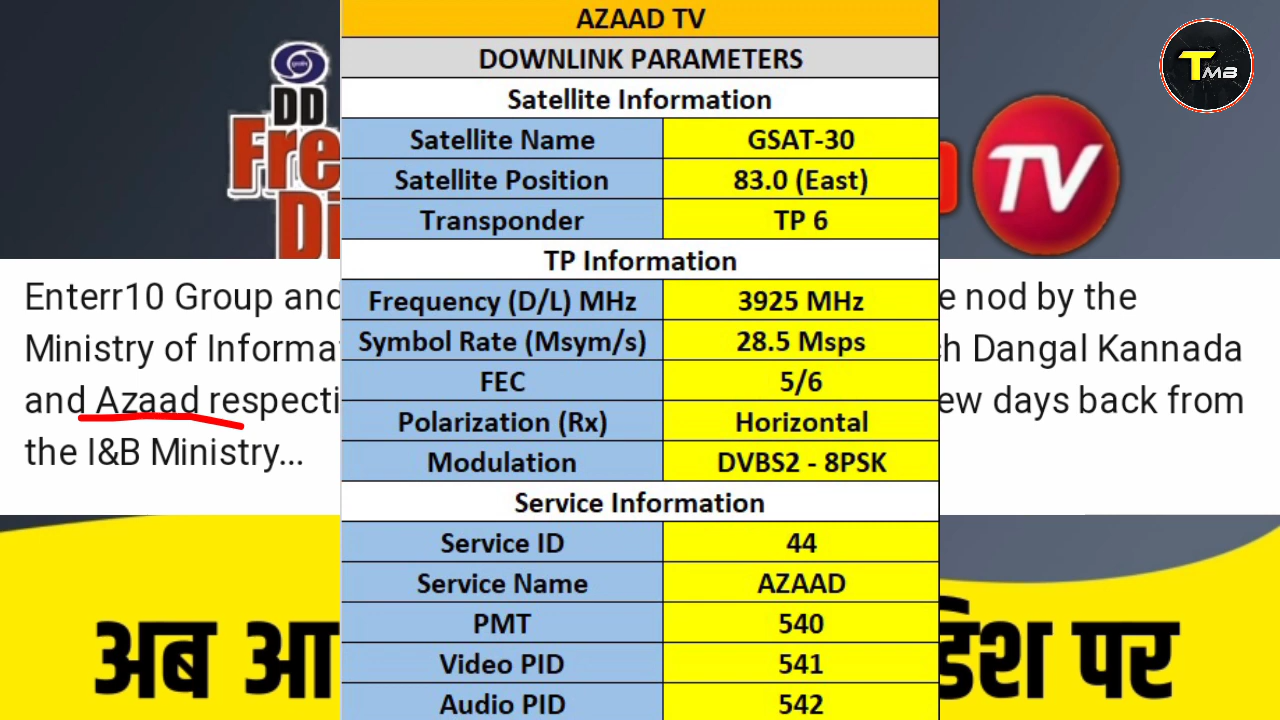 AZAAD TV
DOWNLINK PARAMETERS
Satellite Information
Satellite Name GSAT-30
Satellite Position 83.0 (East)
Transponder TP 6
TP Information
Frequency (D/L) MHz 3925 MHz
Symbol Rate (Msym/s) 28.5 Msps
FEC 5/6
Polarization (Rx) Horizontal
Modulation DVBS2 - 8PSK
Service Information
Service ID 44
Service Name AZAAD
PMT 540
Video PID 541
Audio PID 542
TMB
DD
Fre
Di
TV
Enterr10 Group and
Ministry of Informa
and Azaad respecti
the I&B Ministry...
e nod by the
h Dangal Kannada
ew days back from
अब आ
डिश पर